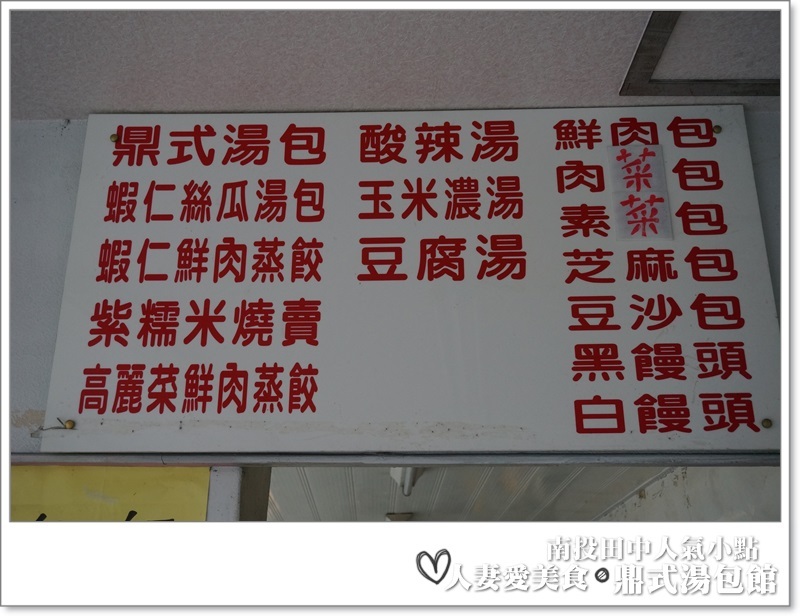 鼎式湯包
蝦仁絲瓜湯包
蝦仁鮮肉蒸餃
紫糯米燒賣
高麗菜鮮肉蒸餃
酸辣湯
玉米濃湯
豆腐湯
鮮肉包
肉菜包
素菜包
芝麻包
豆沙包
黑饅頭
白饅頭
南投田中人氣小點
人妻愛美食•鼎式湯包館